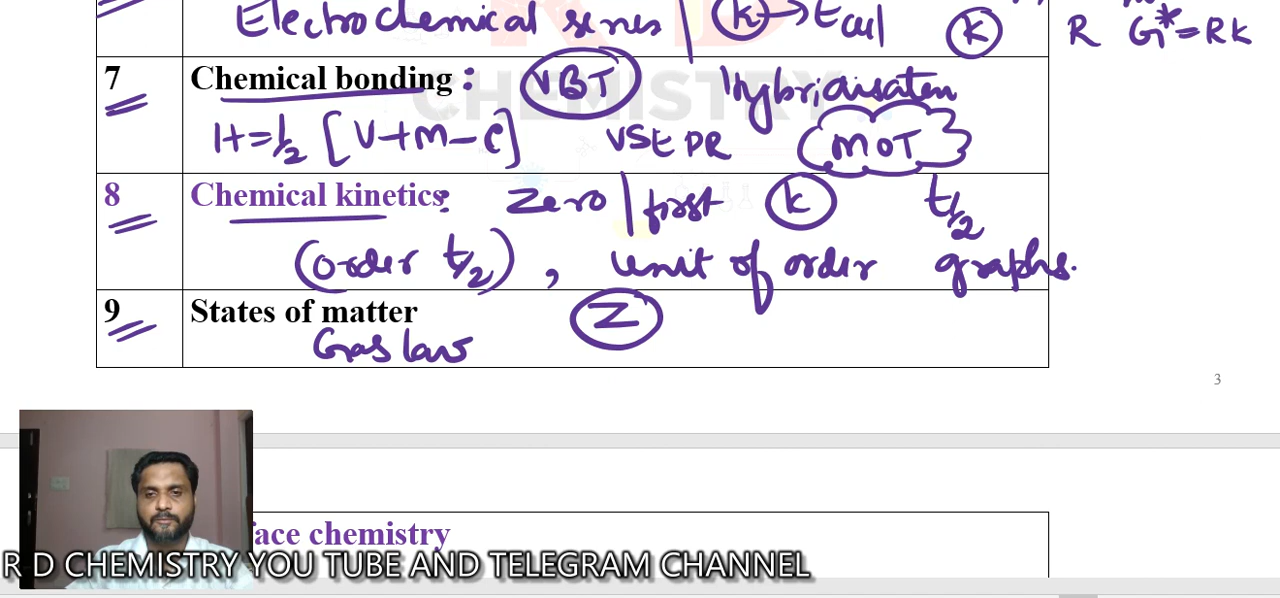 Electrochemical series | k → Ecell k R G* = Rk
7 Chemical bonding : VBT Hybridisation
H = 1/2 [V+M-C] VSEPR MOT
8 Chemical kinetics : Zero | first k t1/2
(order t1/2) , unit of order graphs.
9 States of matter Z
Gas laws
3
face chemistry
R D CHEMISTRY YOU TUBE AND TELEGRAM CHANNEL